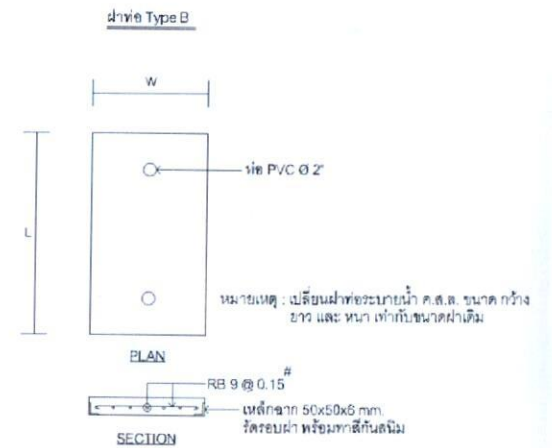 ฝาท่อ Type B
W
ท่อ PVC Ø 2"
L
หมายเหตุ : เปลี่ยนฝาท่อระบายน้ำ ค.ส.ล. ขนาด กว้าง
ยาว และ หนา เท่ากับขนาดฝาเดิม
PLAN
RB 9 @ 0.15 #
เหล็กฉาก 50x50x6 mm.
รัดรอบฝา พร้อมทาสีกันสนิม
SECTION